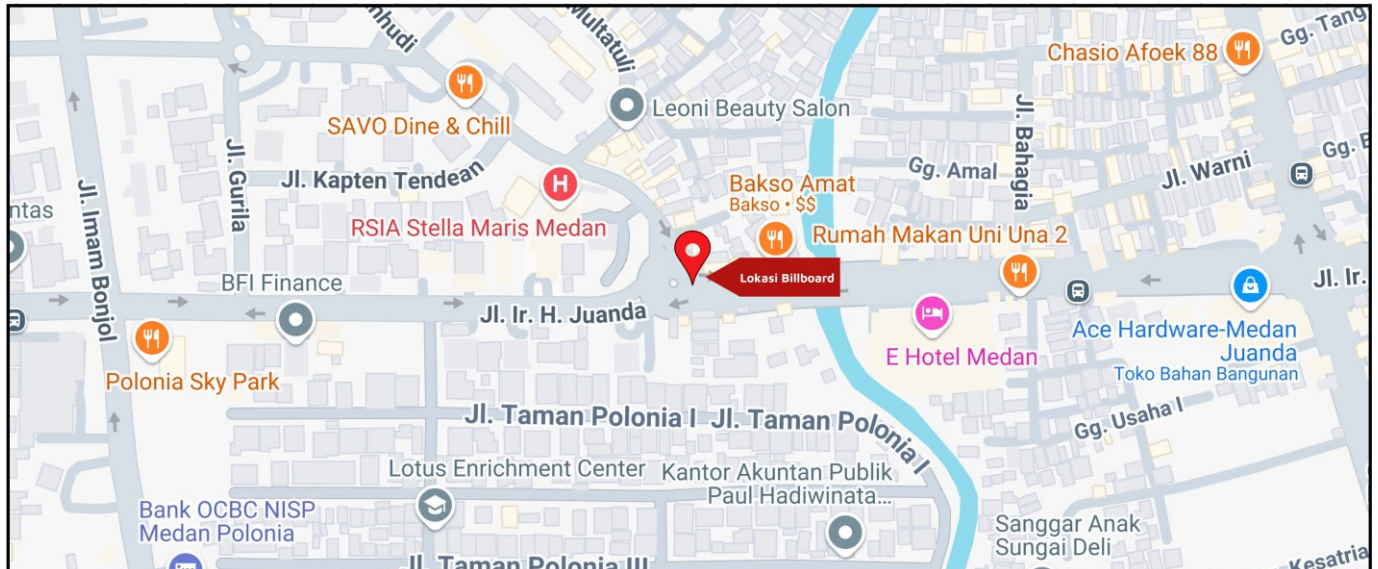 nhudi
Multatuli
Chasio Afoek 88
Gg. Tang
SAVO Dine & Chill
Leoni Beauty Salon
Jl. Bahagia
Gg. Amal
Jl. Warni
Jl. Gurila
Jl. Kapten Tendean
RSIA Stella Maris Medan
H
Bakso Amat
Bakso • $$
Rumah Makan Uni Una 2
ntas
Jl. Imam Bonjol
BFI Finance
Lokasi Billboard
Jl. Ir. H. Juanda
Jl. Ir.
E Hotel Medan
Ace Hardware-Medan
Juanda
Toko Bahan Bangunan
Polonia Sky Park
Jl. Taman Polonia I
Jl. Taman Polonia I
Gg. Usaha I
Lotus Enrichment Center
Kantor Akuntan Publik
Paul Hadiwinata...
Bank OCBC NISP
Medan Polonia
Sanggar Anak
Sungai Deli
Jl. Taman Polonia III
Kesatria